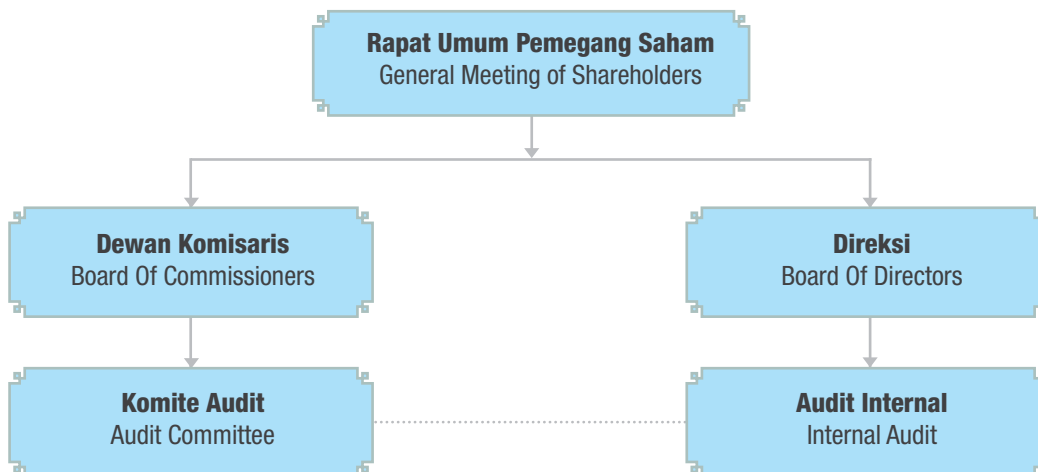 Rapat Umum Pemegang Saham
General Meeting of Shareholders
Dewan Komisaris
Board Of Commissioners
Direksi
Board Of Directors
Komite Audit
Audit Committee
Audit Internal
Internal Audit